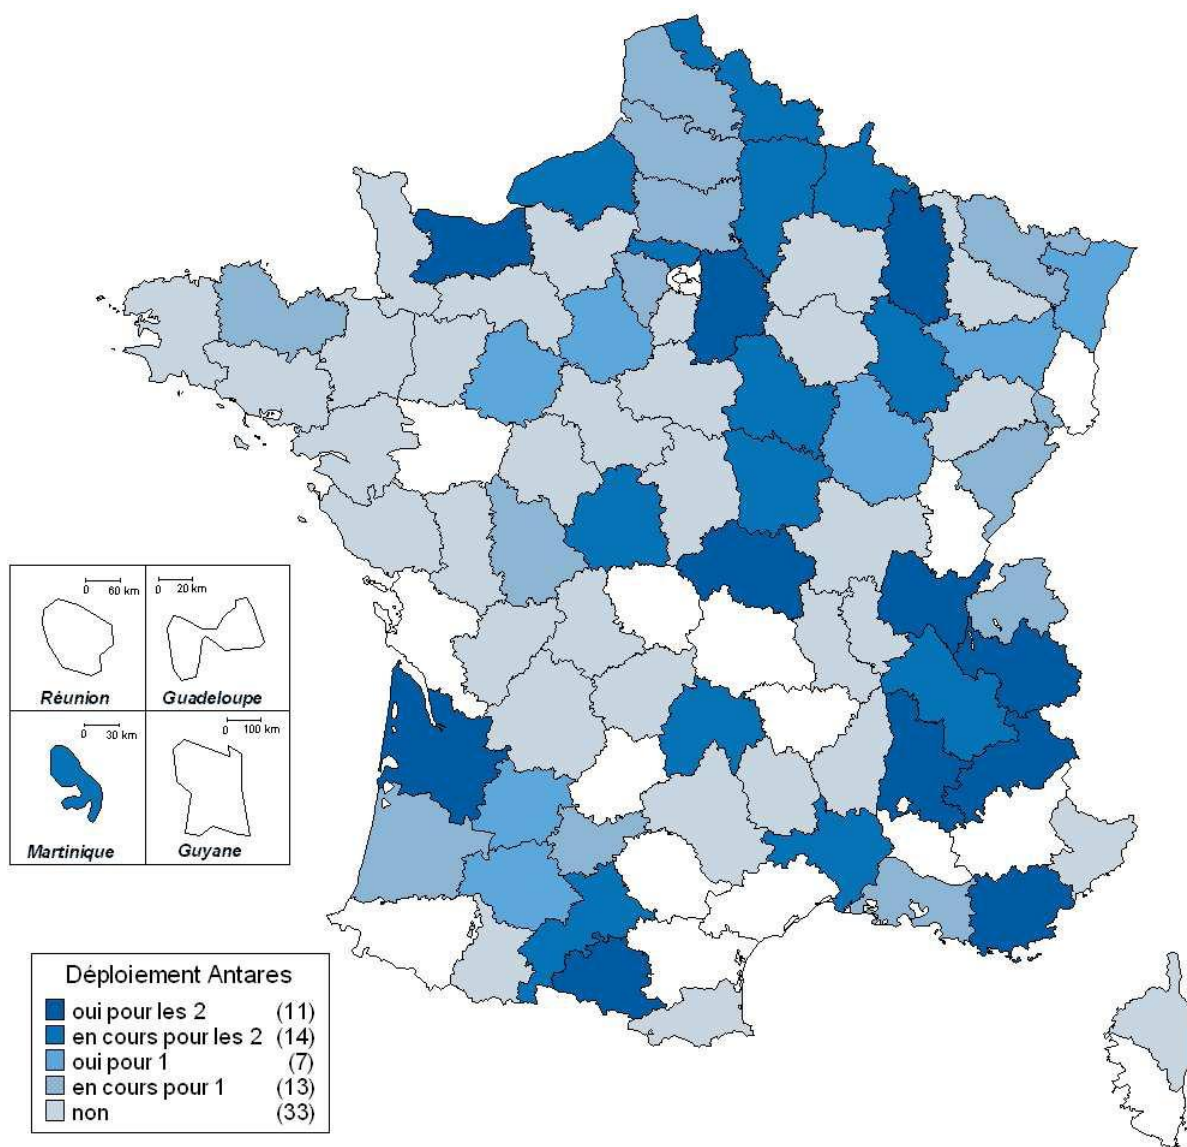 0 60 km
0 20 km
Réunion
Guadeloupe
0 30 km
0 100 km
Martinique
Guyane
Déploiement Antares
oui pour les 2 (11)
en cours pour les 2 (14)
oui pour 1 (7)
en cours pour 1 (13)
non (33)